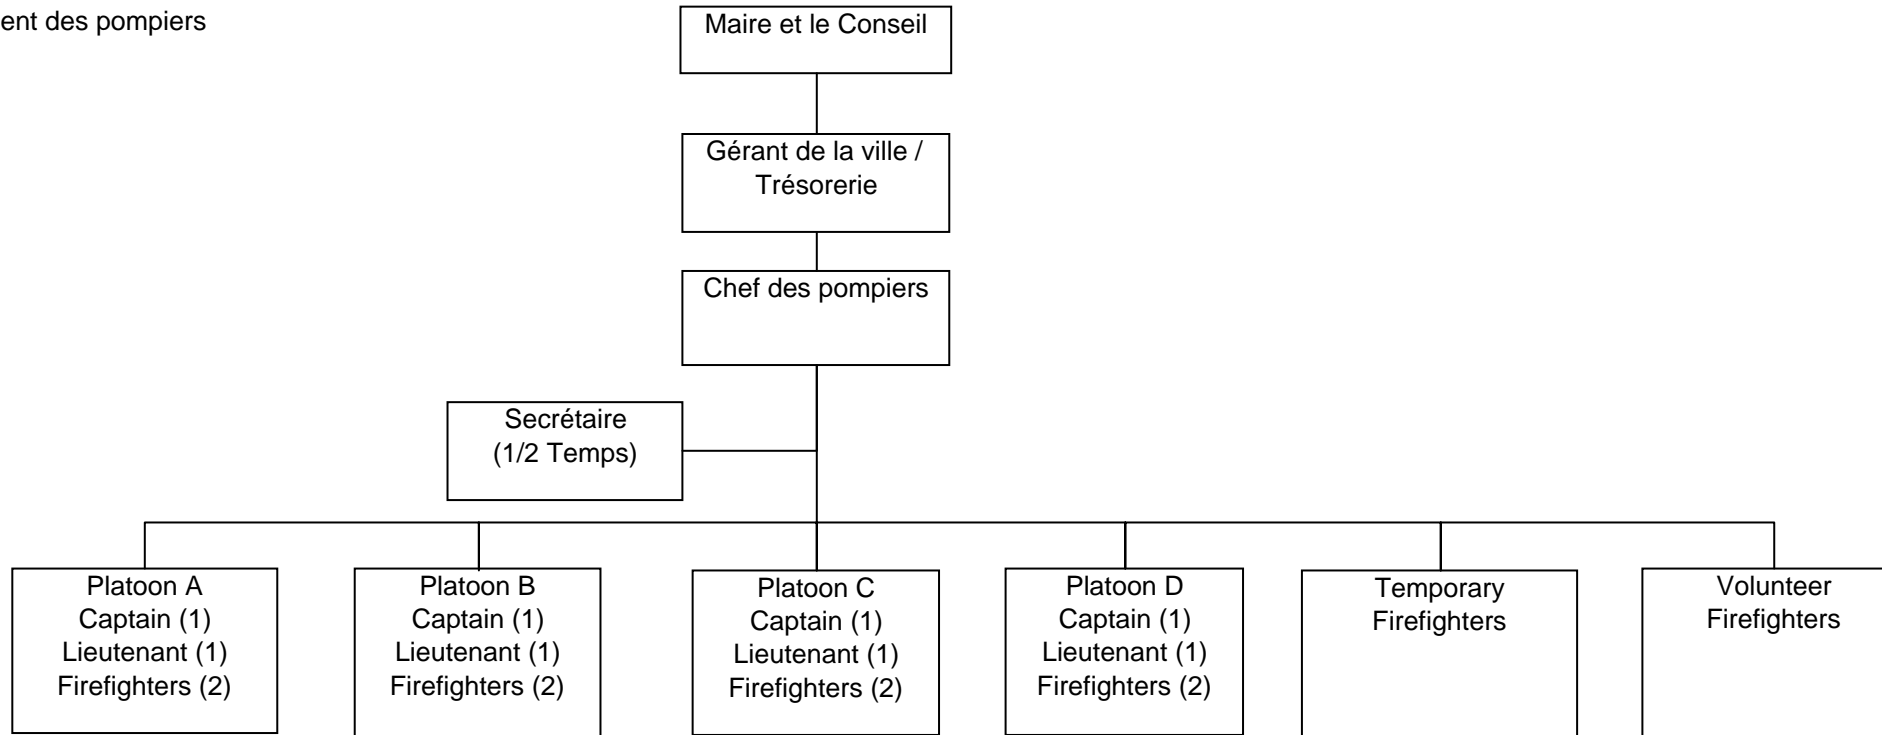 ent des pompiers
Maire et le Conseil
Gérant de la ville /
Trésorerie
Chef des pompiers
Secrétaire
(1/2 Temps)
Platoon A
Captain (1)
Lieutenant (1)
Firefighters (2)
Platoon B
Captain (1)
Lieutenant (1)
Firefighters (2)
Platoon C
Captain (1)
Lieutenant (1)
Firefighters (2)
Platoon D
Captain (1)
Lieutenant (1)
Firefighters (2)
Temporary
Firefighters
Volunteer
Firefighters